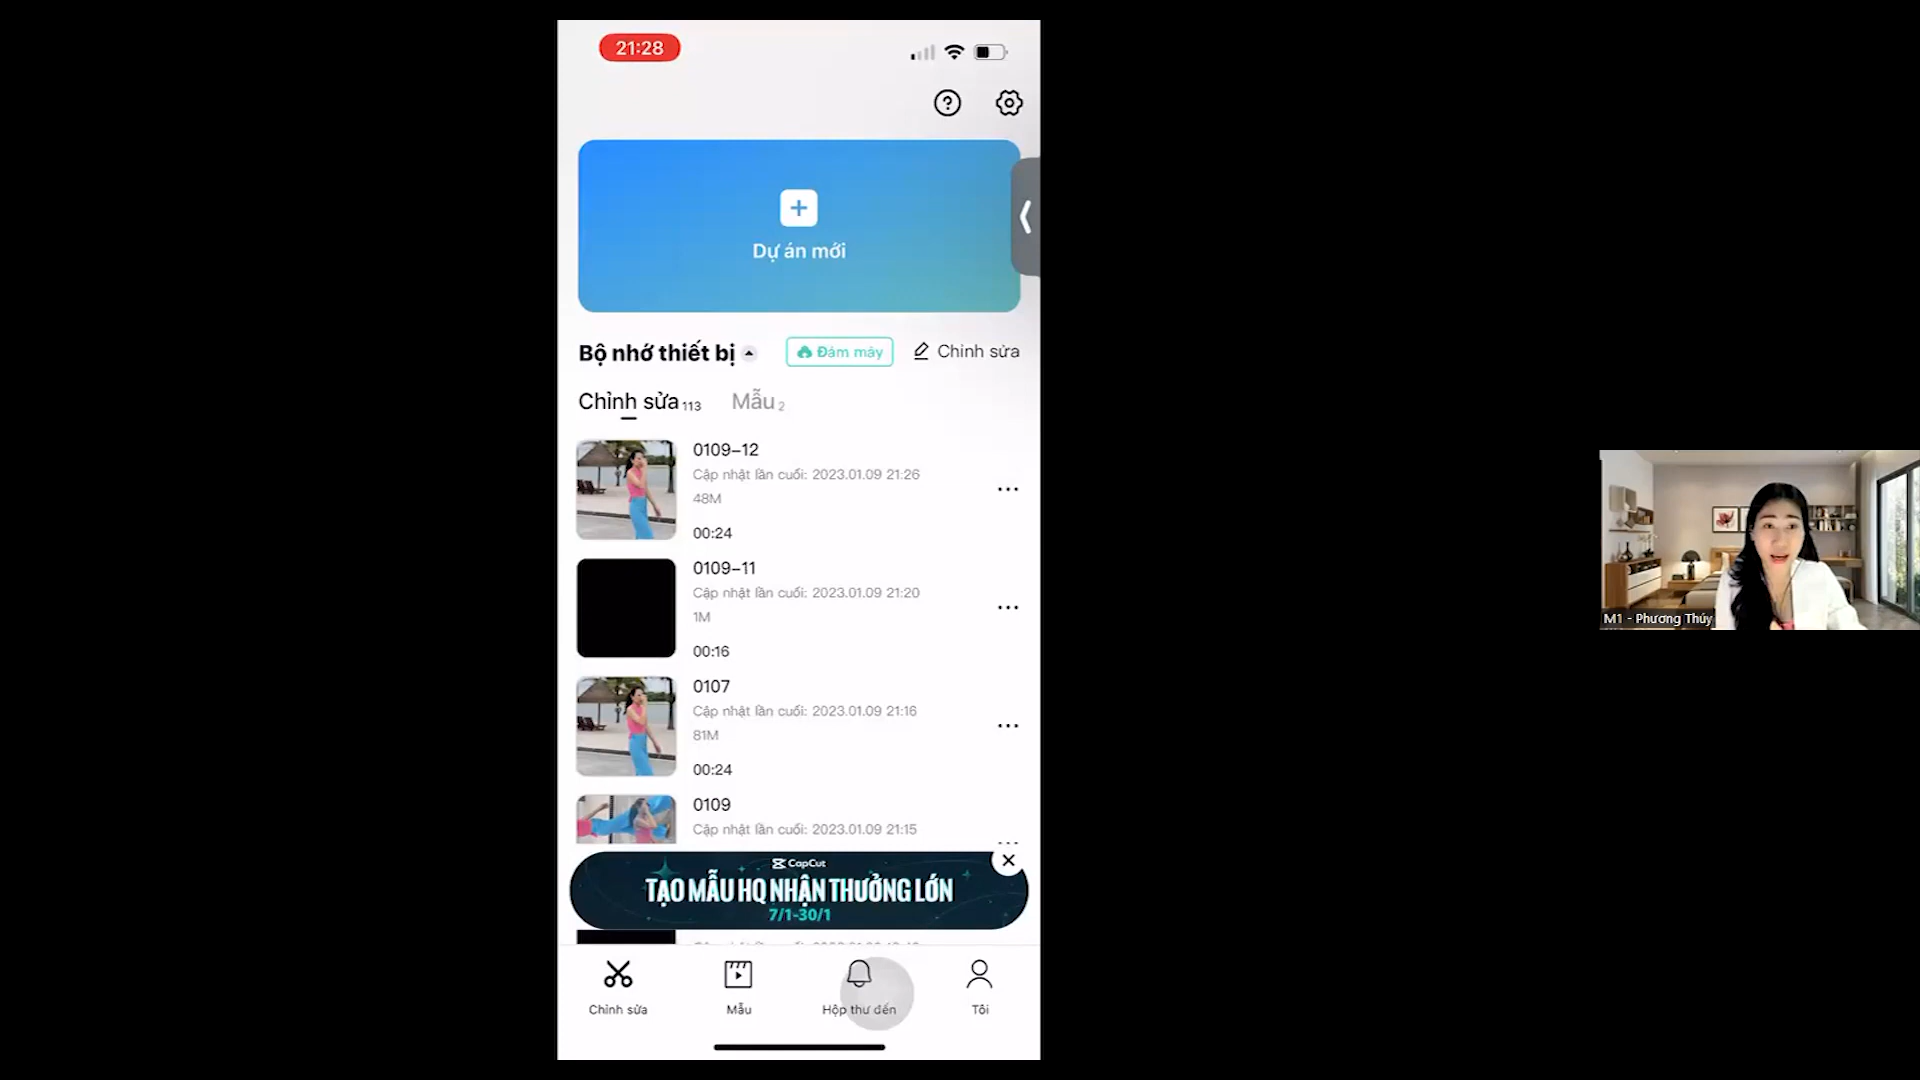 21:28
Dự án mới
Bộ nhớ thiết bị
Đám mây
Chỉnh sửa
Chỉnh sửa 113
Mẫu 2
0109-12
Cập nhật lần cuối: 2023.01.09 21:26
48M
00:24
0109-11
Cập nhật lần cuối: 2023.01.09 21:20
1M
00:16
0107
Cập nhật lần cuối: 2023.01.09 21:16
81M
00:24
0109
Cập nhật lần cuối: 2023.01.09 21:15
CapCut
TẠO MẪU HQ NHẬN THƯỞNG LỚN
7/1-30/1
Chỉnh sửa
Mẫu
Hộp thư đến
Tôi
M1 - Phương Thúy